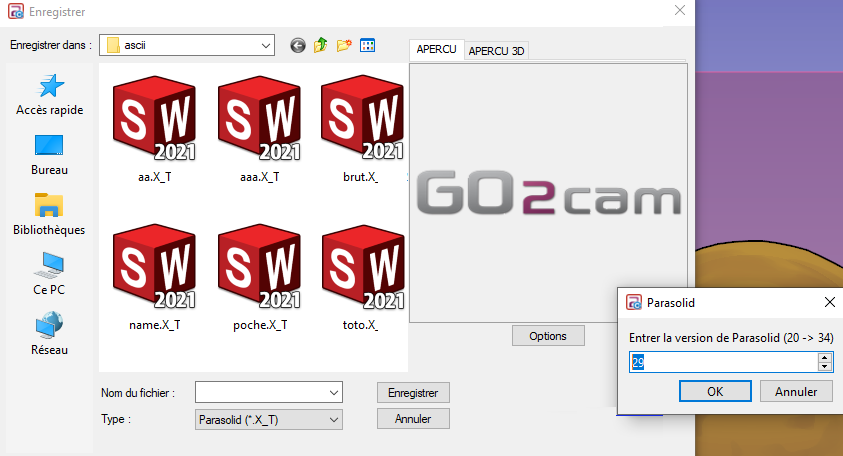 Enregistrer
Enregistrer dans :
ascii
APERCU
APERCU 3D
Accès rapide
Bureau
Bibliothèques
Ce PC
Réseau
SW 2021
SW 2021
SW 2021
aa.X_T
aaa.X_T
brut.X_
SW 2021
SW 2021
SW 2021
name.X_T
poche.X_T
toto.X_
GO2cam
Options
Nom du fichier :
Enregistrer
Type :
Parasolid (*.X_T)
Annuler
Parasolid
Entrer la version de Parasolid (20 -> 34)
29
OK
Annuler